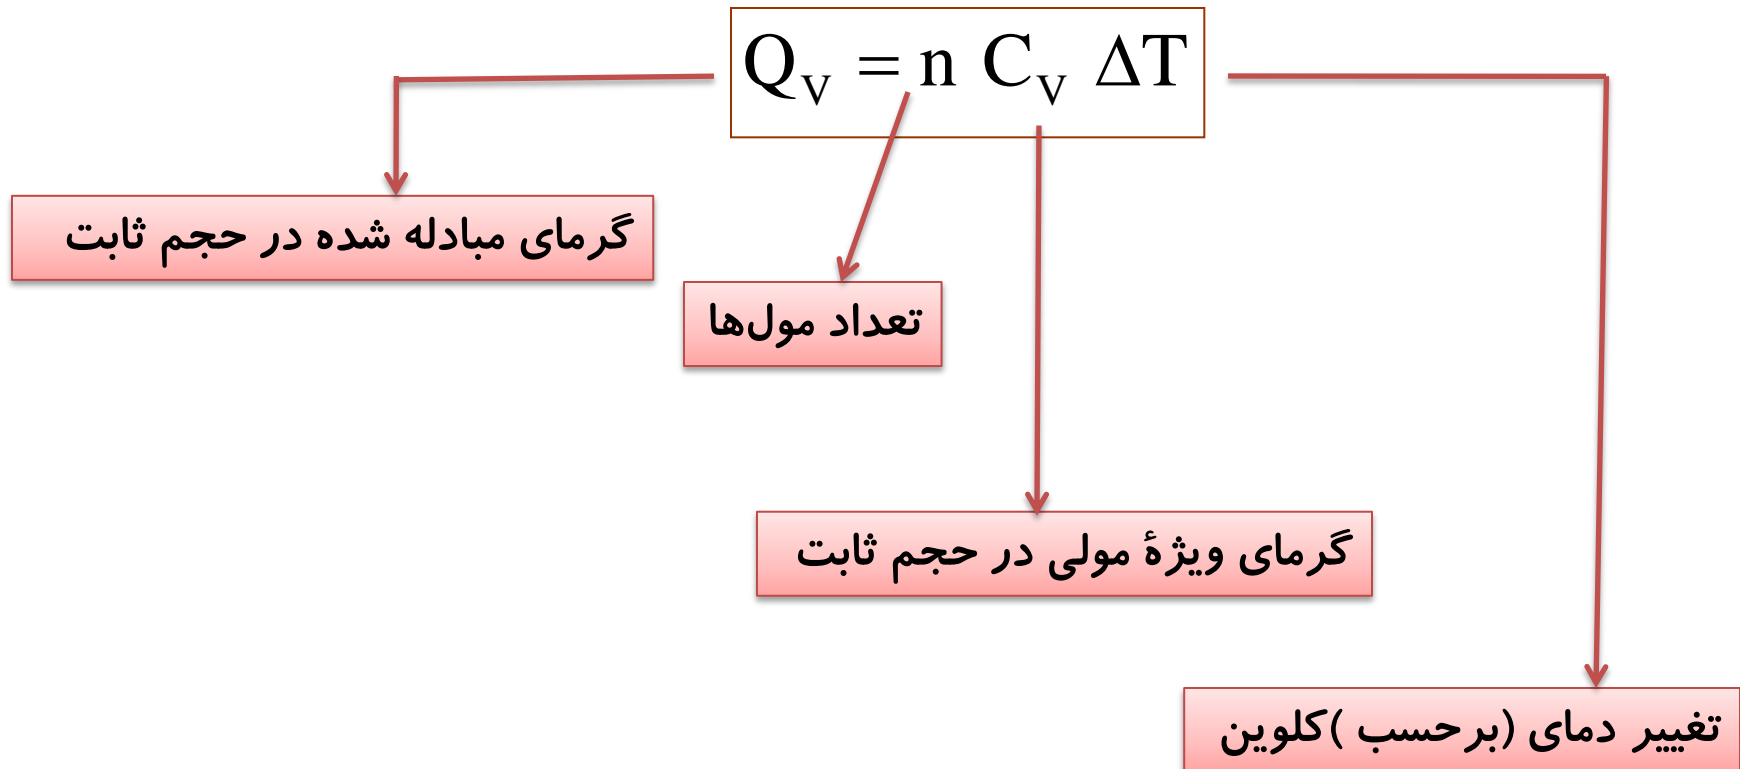 Q_V = n C_V ΔT
گرمای مبادله شده در حجم ثابت
تعداد مول‌ها
گرمای ویژهٔ مولی در حجم ثابت
تغییر دمای (برحسب )کلوین